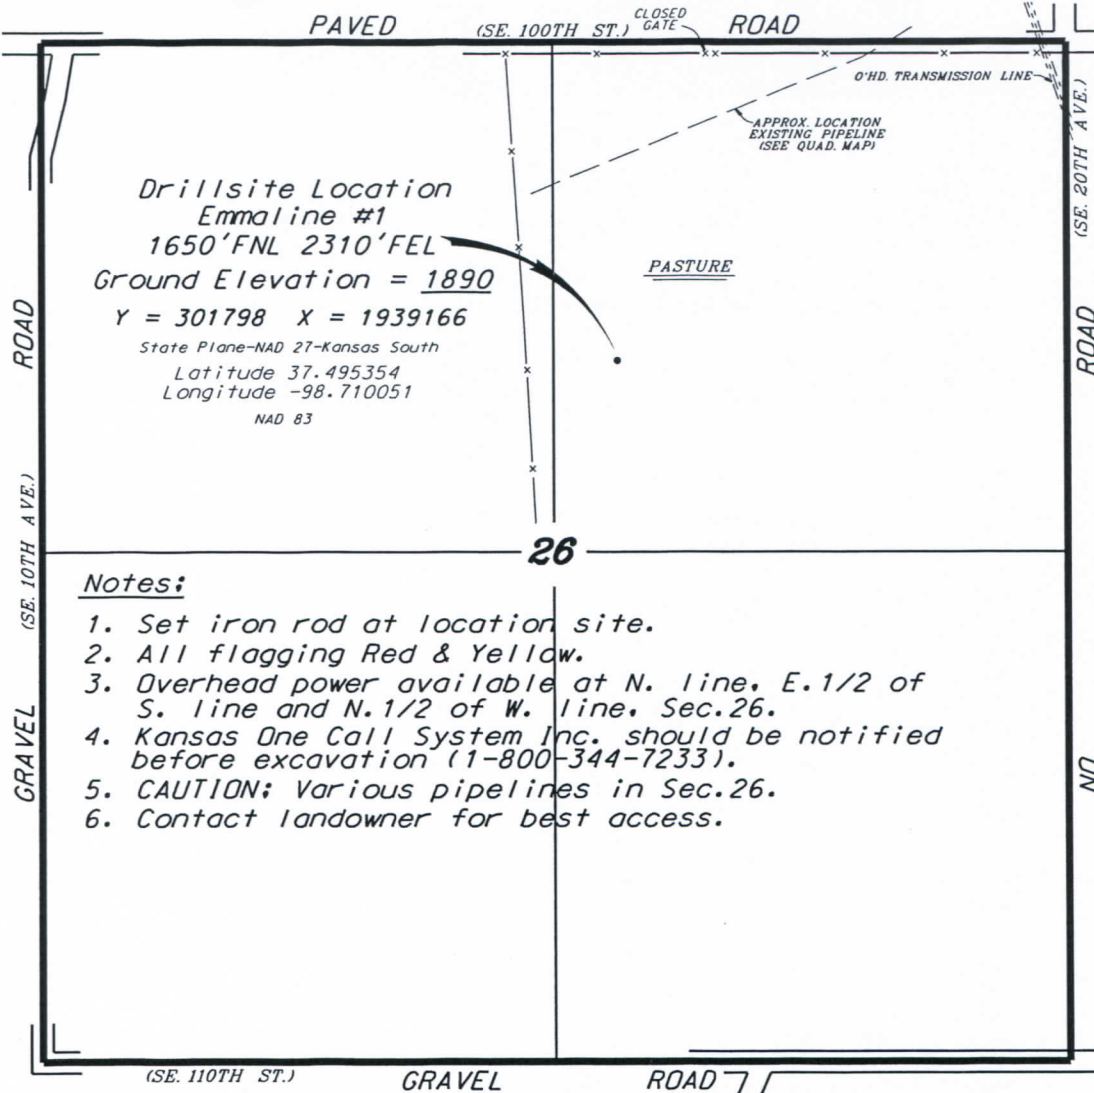 PAVED (SE. 100TH ST.) ROAD
CLOSED
GATE
O'HD. TRANSMISSION LINE
APPROX. LOCATION
EXISTING PIPELINE
(SEE QUAD. MAP)
(SE. 20TH AVE.)
Drillsite Location
Emmaline #1
1650'FNL 2310'FEL
Ground Elevation = 1890
Y = 301798 X = 1939166
State Plane-NAD 27-Kansas South
Latitude 37.495354
Longitude -98.710051
NAD 83
PASTURE
ROAD
ROAD
(SE. 10TH AVE.)
26
Notes:
1. Set iron rod at location site.
2. All flagging Red & Yellow.
3. Overhead power available at N. line, E.1/2 of
S. line and N.1/2 of W. line, Sec.26.
4. Kansas One Call System Inc. should be notified
before excavation (1-800-344-7233).
5. CAUTION: Various pipelines in Sec.26.
6. Contact landowner for best access.
GRAVEL
NO
(SE. 110TH ST.) GRAVEL ROAD